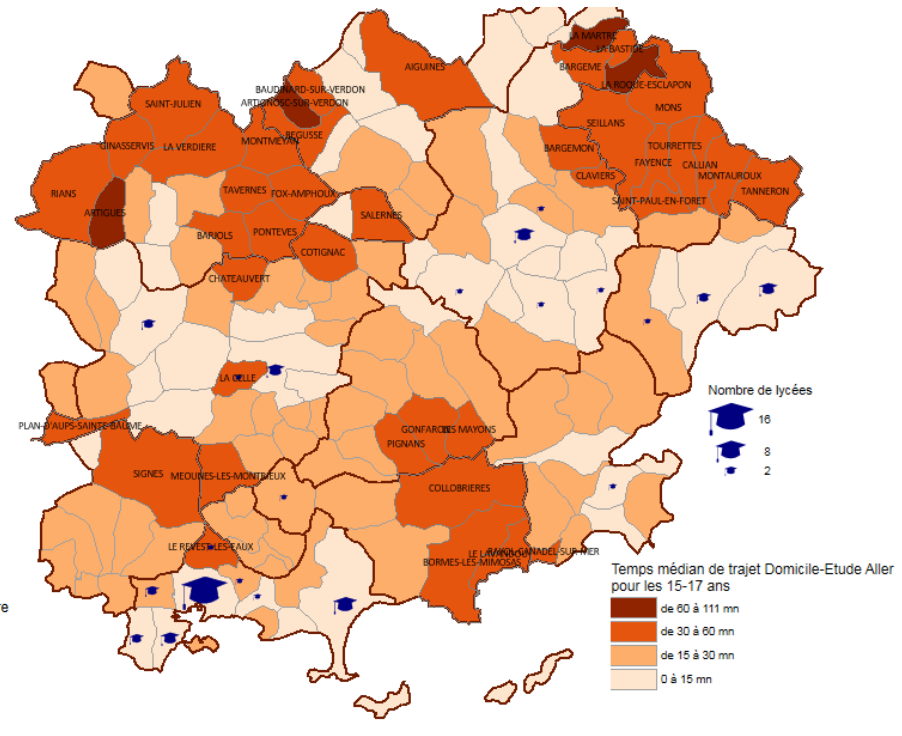 LA MARTRE
LA BASTIDE
AIGUINES
BARGEME
LA ROQUE-ESCLAPON
BAUDINARD-SUR-VERDON
ARTIGNOSC-SUR-VERDON
SAINT-JULIEN
MONS
SEILLANS
REGUSSE
MONTMEYAN
GINASSERVIS
LA VERDIERE
BARGEMON
TOURRETTES
FAYENCE
CALLIAN
MONTAUROUX
CLAVIERS
TANNERON
RIANS
TAVERNES
FOX-AMPHOUX
SAINT-PAUL-EN-FORET
ARTIGUES
SALERNES
BARJOLS
PONTEVES
COTIGNAC
CHATEAUVERT
LA CELLE
Nombre de lycées
16
8
2
PLAN-D'AUPS-SAINTE-BAUME
GONFARON
LES MAYONS
PIGNANS
SIGNES
MEOUNES-LES-MONTRIEUX
COLLOBRIERES
LE REVEST-LES-EAUX
LE LAVANDOU
RAYOL-CANADEL-SUR-MER
BORMES-LES-MIMOSAS
Temps médian de trajet Domicile-Etude Aller
pour les 15-17 ans
de 60 à 111 mn
de 30 à 60 mn
de 15 à 30 mn
0 à 15 mn
re